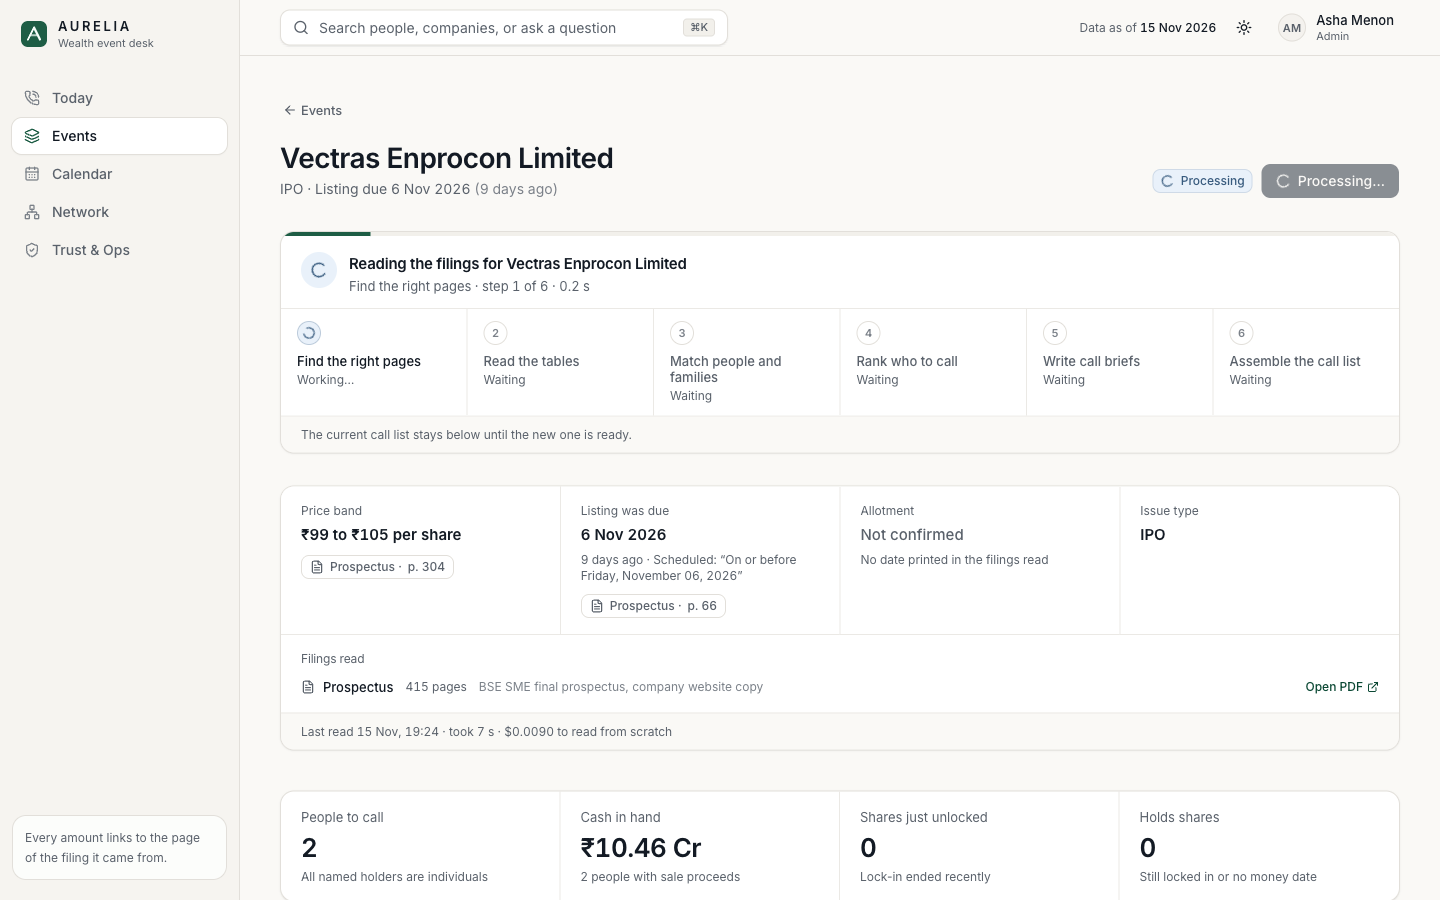 AURELIA
Wealth event desk
Search people, companies, or ask a question
⌘K
Data as of 15 Nov 2026
AM
Asha Menon
Admin
Today
Events
Calendar
Network
Trust & Ops
← Events
Vectras Enprocon Limited
IPO · Listing due 6 Nov 2026 (9 days ago)
Processing
Processing...
Reading the filings for Vectras Enprocon Limited
Find the right pages · step 1 of 6 · 0.2 s
Find the right pages
Working...
2
Read the tables
Waiting
3
Match people and
families
Waiting
4
Rank who to call
Waiting
5
Write call briefs
Waiting
6
Assemble the call list
Waiting
The current call list stays below until the new one is ready.
Price band
₹99 to ₹105 per share
Prospectus · p. 304
Listing was due
6 Nov 2026
9 days ago · Scheduled: “On or before
Friday, November 06, 2026”
Prospectus · p. 66
Allotment
Not confirmed
No date printed in the filings read
Issue type
IPO
Filings read
Prospectus 415 pages BSE SME final prospectus, company website copy
Open PDF
Last read 15 Nov, 19:24 · took 7 s · $0.0090 to read from scratch
People to call
2
All named holders are individuals
Cash in hand
₹10.46 Cr
2 people with sale proceeds
Shares just unlocked
0
Lock-in ended recently
Holds shares
0
Still locked in or no money date
Every amount links to the page
of the filing it came from.